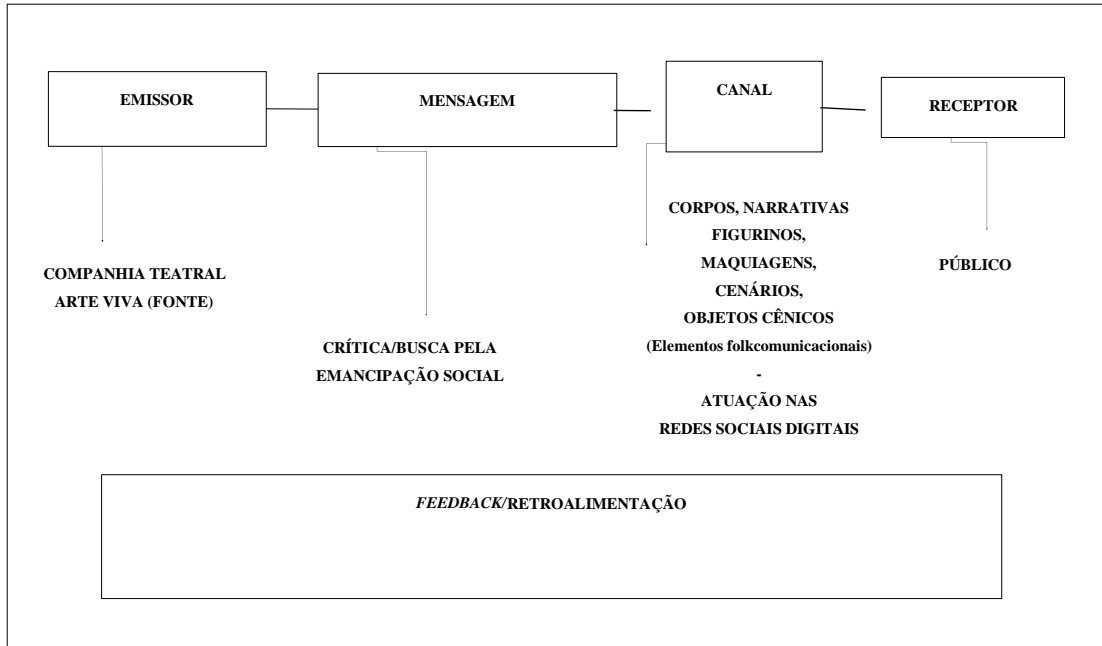 EMISSOR
MENSAGEM
CANAL
RECEPTOR
COMPANHIA TEATRAL
ARTE VIVA (FONTE)
CRÍTICA/BUSCA PELA
EMANCIPAÇÃO SOCIAL
CORPOS, NARRATIVAS
FIGURINOS,
MAQUIAGENS,
CENÁRIOS,
OBJETOS CÊNICOS
(Elementos folkcomunicacionais)
-
ATUAÇÃO NAS
REDES SOCIAIS DIGITAIS
PÚBLICO
FEEDBACK/RETROALIMENTAÇÃO